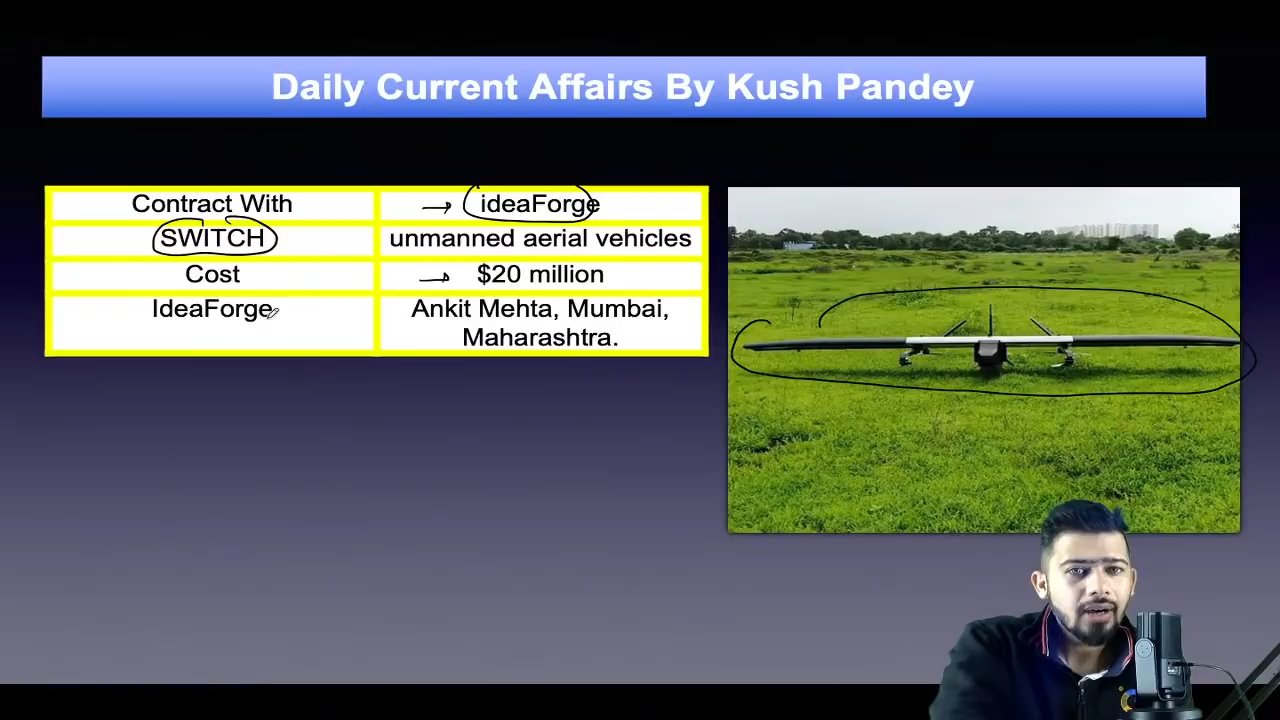 Daily Current Affairs By Kush Pandey
Contract With
ideaForge
SWITCH
unmanned aerial vehicles
Cost
$20 million
IdeaForge
Ankit Mehta, Mumbai,
Maharashtra.